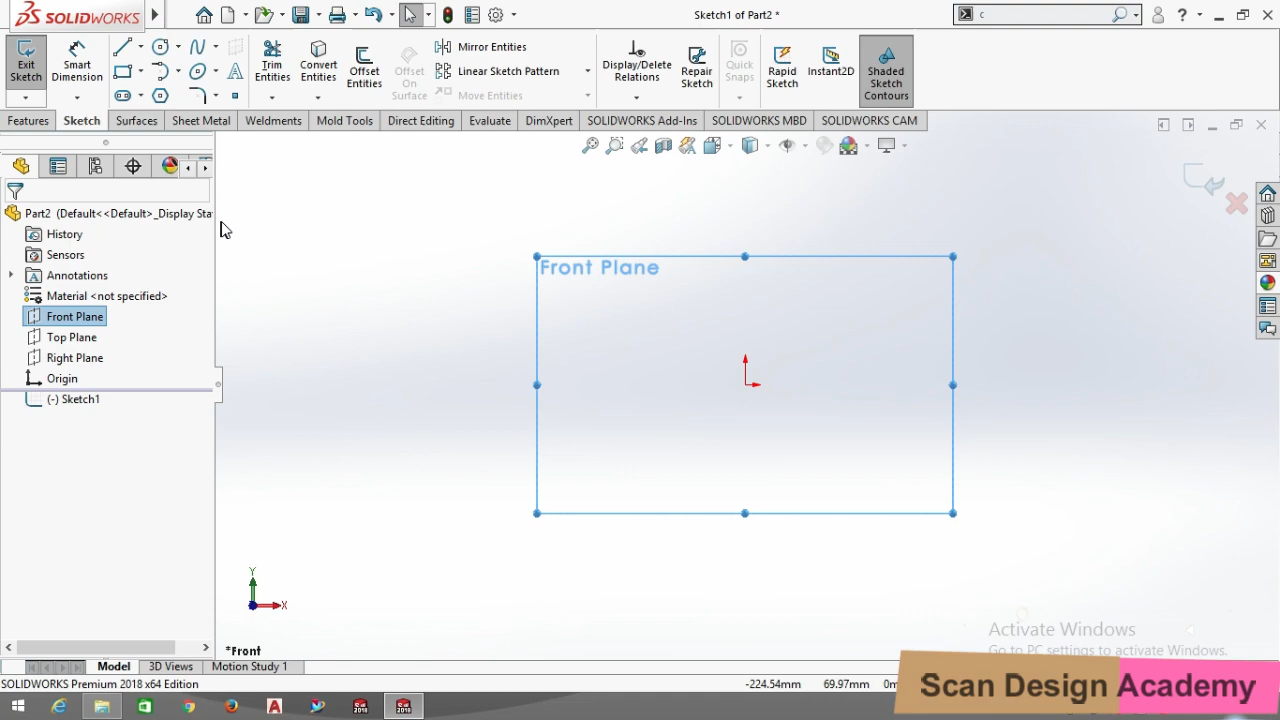 SOLIDWORKS
Sketch1 of Part2 *
c
Exit Sketch
Smart Dimension
Trim Entities
Convert Entities
Offset Entities
Offset On Surface
Mirror Entities
Linear Sketch Pattern
Move Entities
Display/Delete Relations
Repair Sketch
Quick Snaps
Rapid Sketch
Instant2D
Shaded Sketch Contours
Features
Sketch
Surfaces
Sheet Metal
Weldments
Mold Tools
Direct Editing
Evaluate
DimXpert
SOLIDWORKS Add-Ins
SOLIDWORKS MBD
SOLIDWORKS CAM
Part2 (Default<<Default>_Display Sta
History
Sensors
Annotations
Material <not specified>
Front Plane
Top Plane
Right Plane
Origin
(-) Sketch1
Front Plane
Y
X
*Front
Activate Windows
Go to PC settings to activate Windows.
Model
3D Views
Motion Study 1
SOLIDWORKS Premium 2018 x64 Edition
-224.54mm
69.97mm
Scan Design Academy